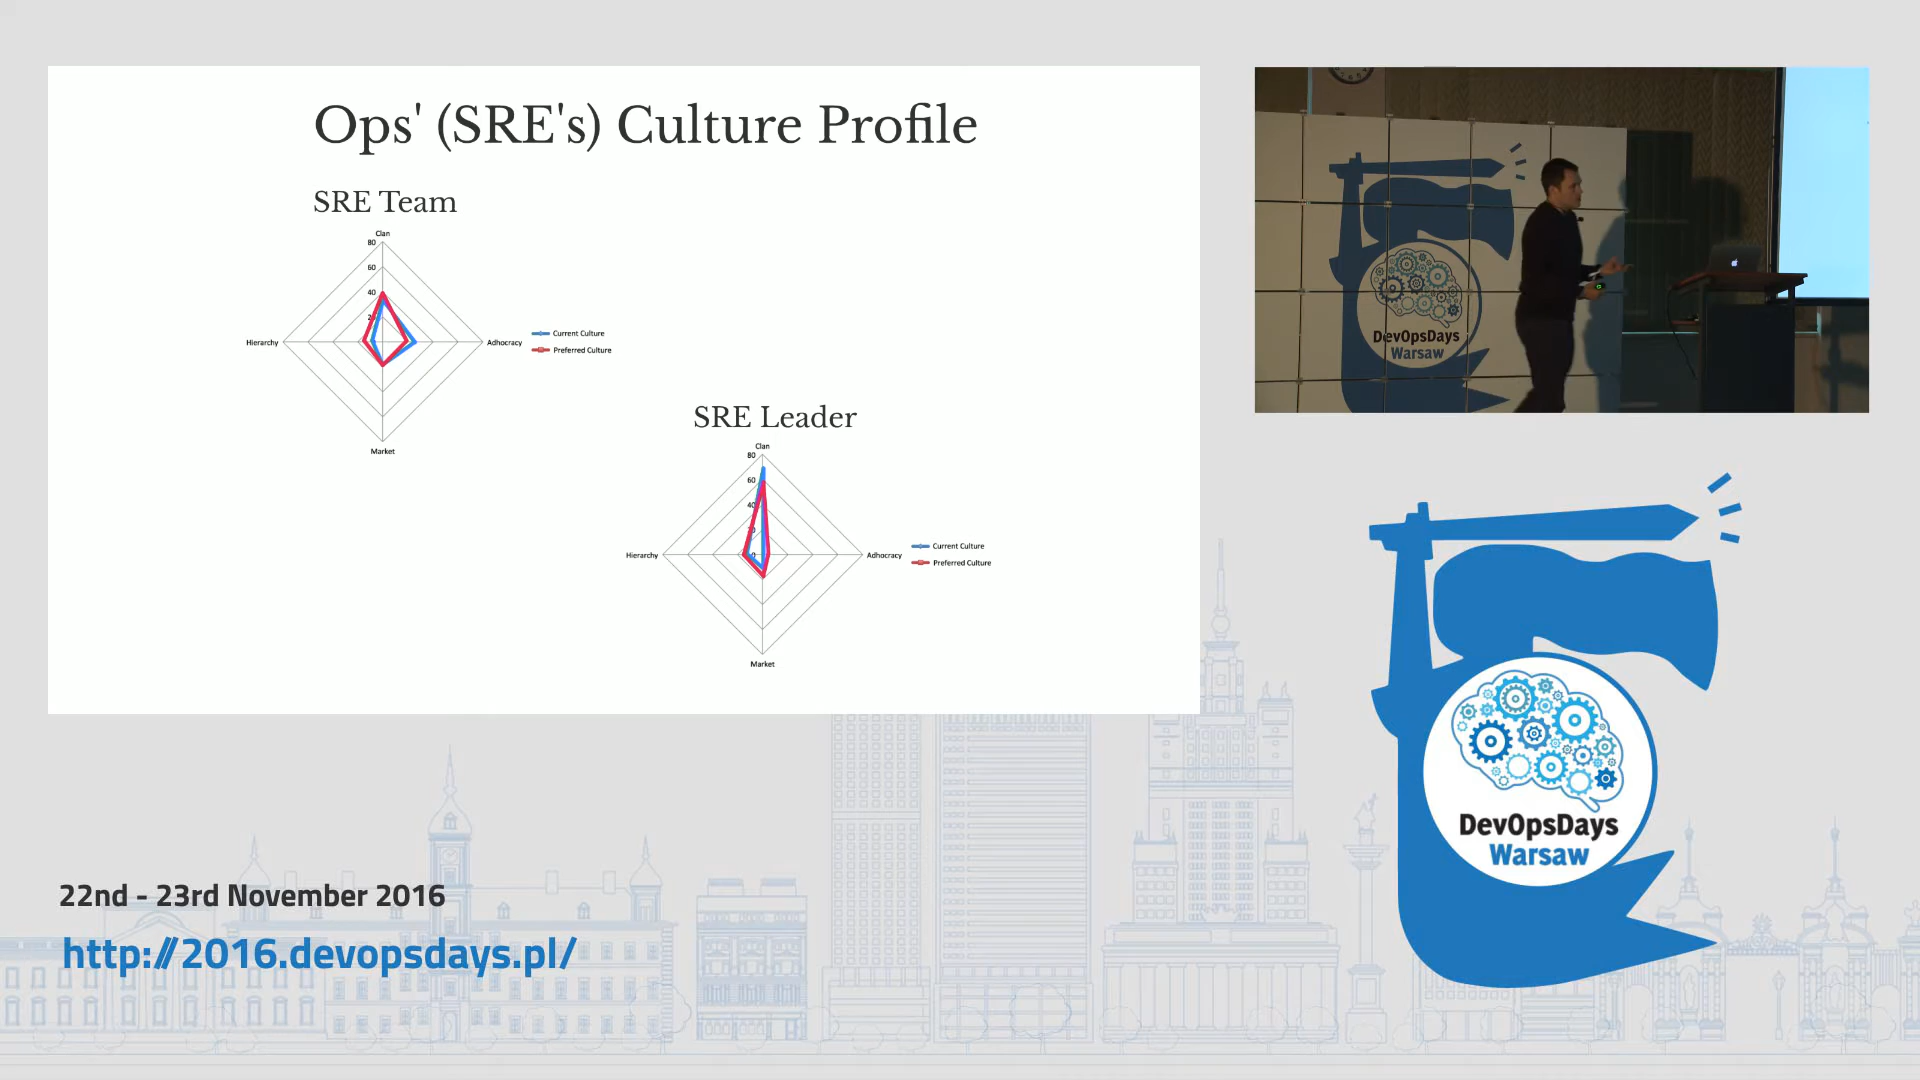 Ops' (SRE's) Culture Profile
SRE Team
Clan
80
60
40
Hierarchy
Adhocracy
Market
Current Culture
Preferred Culture
SRE Leader
Clan
80
60
40
0
Hierarchy
Adhocracy
Market
Current Culture
Preferred Culture
DevOpsDays
Warsaw
DevOpsDays
Warsaw
22nd - 23rd November 2016
http://2016.devopsdays.pl/